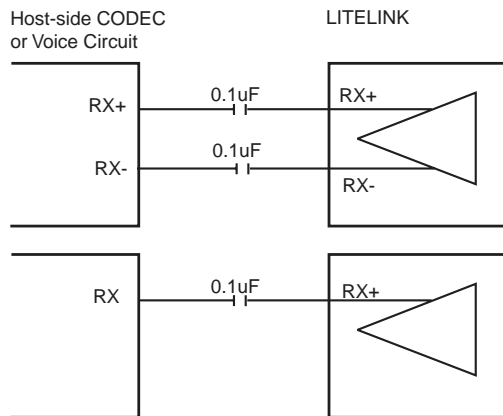 Host-side CODEC
or Voice Circuit
LITELINK
RX+
0.1uF
RX+
RX-
0.1uF
RX-
RX
0.1uF
RX+